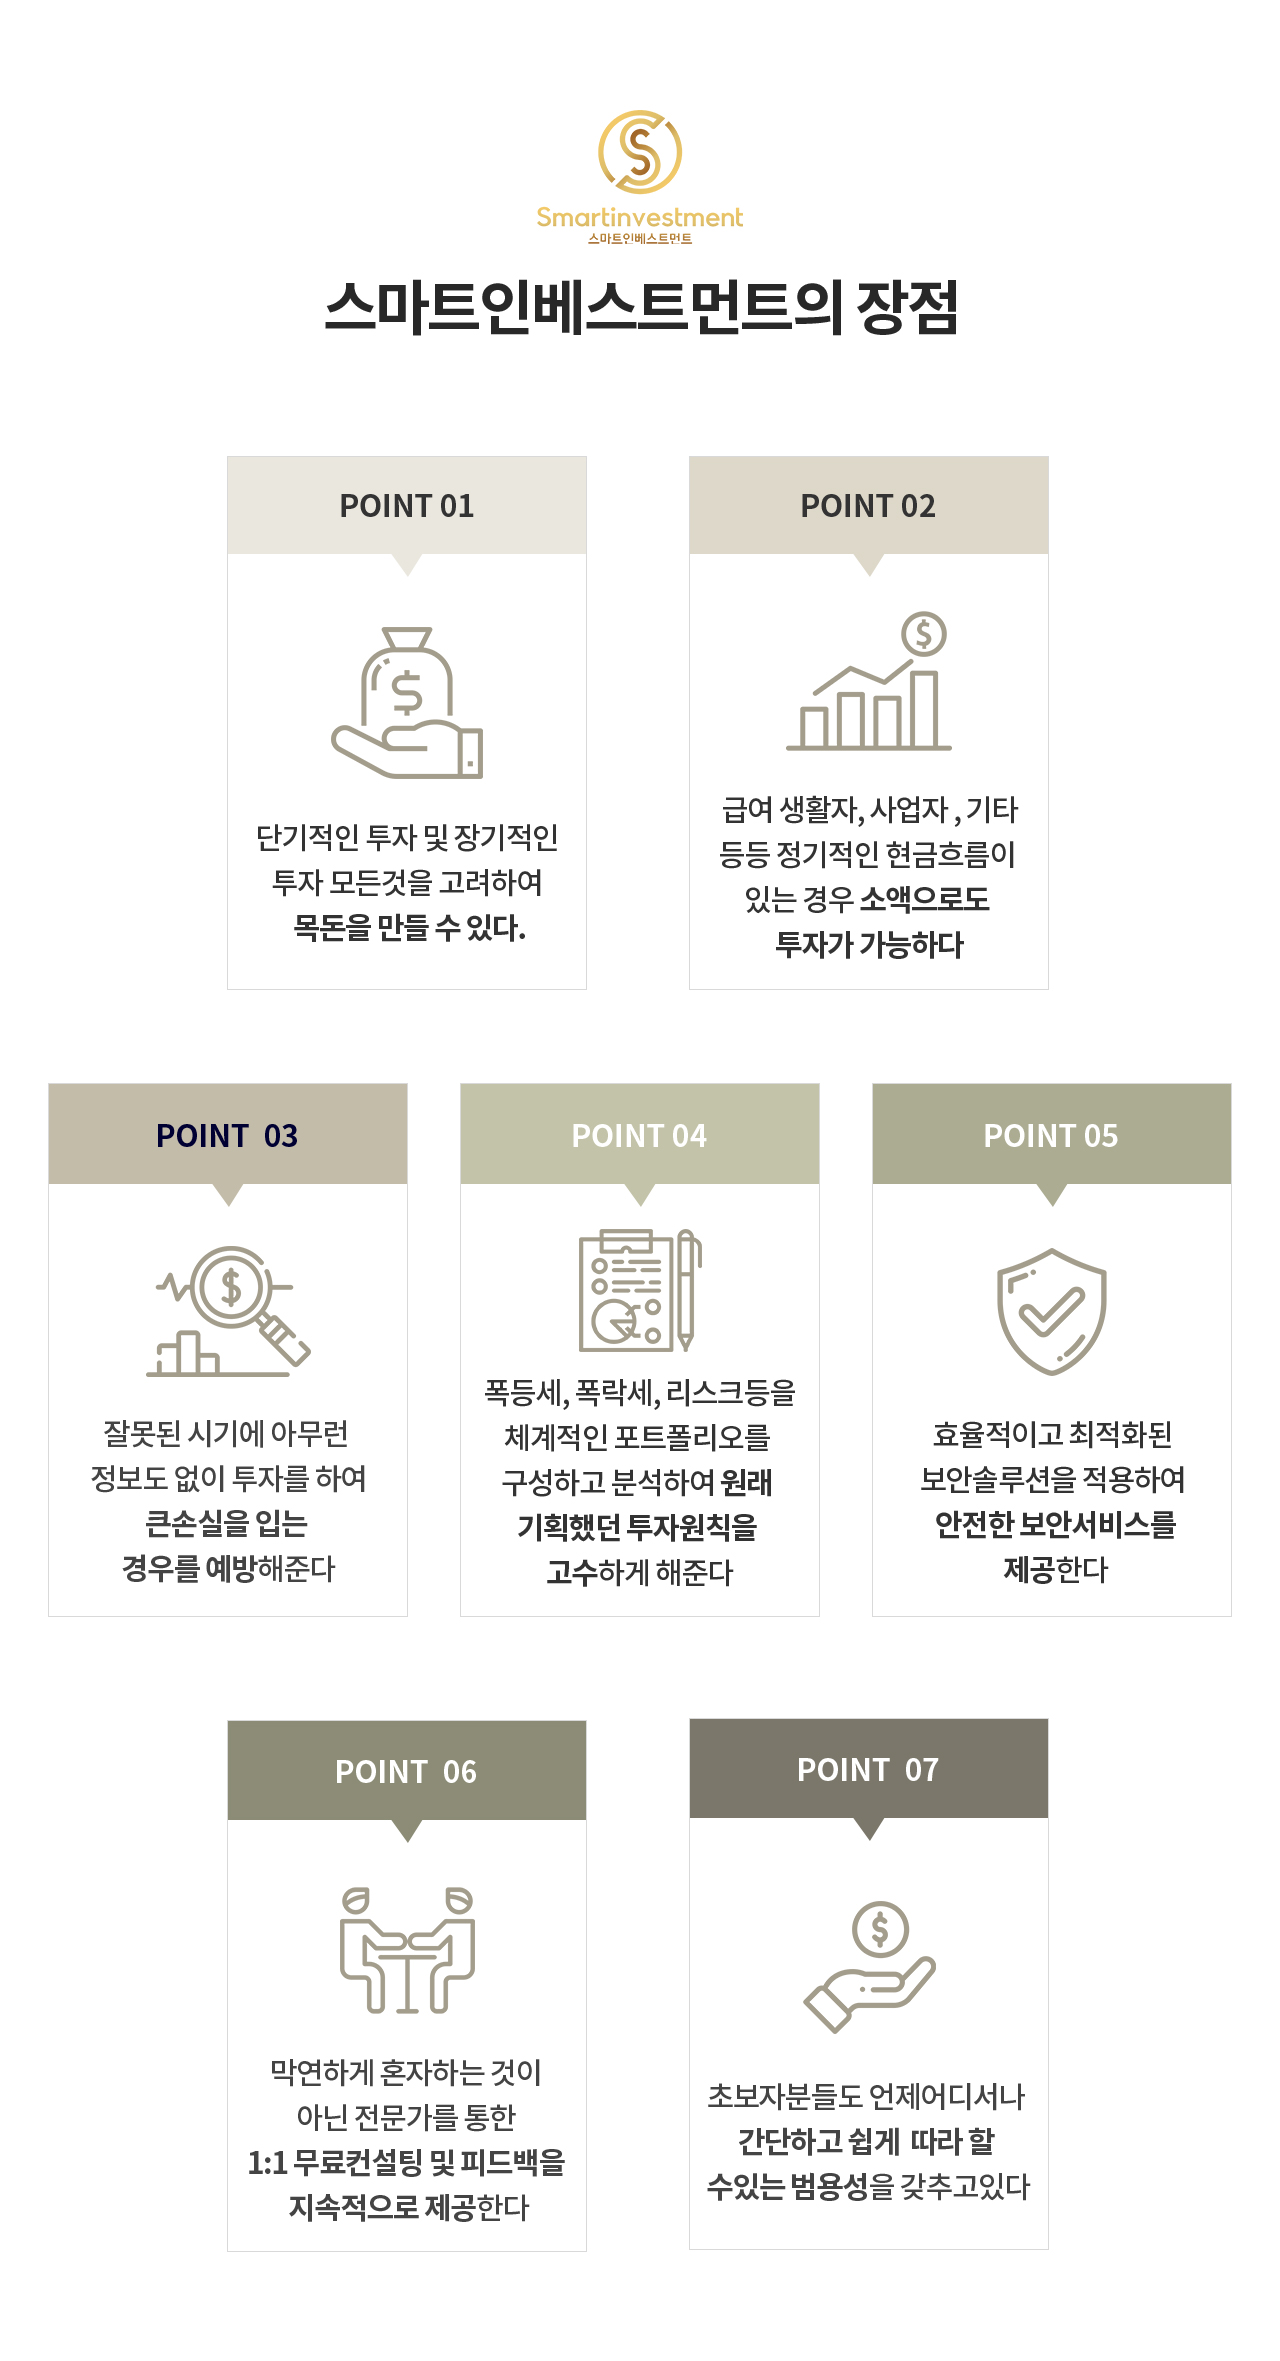 Smartinvestment
스마트인베스트먼트
스마트인베스트먼트의 장점
POINT 01
단기적인 투자 및 장기적인
투자 모든것을 고려하여
목돈을 만들 수 있다.
POINT 02
급여 생활자, 사업자 , 기타
등등 정기적인 현금흐름이
있는 경우 소액으로도
투자가 가능하다
POINT 03
잘못된 시기에 아무런
정보도 없이 투자를 하여
큰손실을 입는
경우를 예방해준다
POINT 04
폭등세, 폭락세, 리스크등을
체계적인 포트폴리오를
구성하고 분석하여 원래
기획했던 투자원칙을
고수하게 해준다
POINT 05
효율적이고 최적화된
보안솔루션을 적용하여
안전한 보안서비스를
제공한다
POINT 06
막연하게 혼자하는 것이
아닌 전문가를 통한
1:1 무료컨설팅 및 피드백을
지속적으로 제공한다
POINT 07
초보자분들도 언제어디서나
간단하고 쉽게 따라 할
수있는 범용성을 갖추고있다